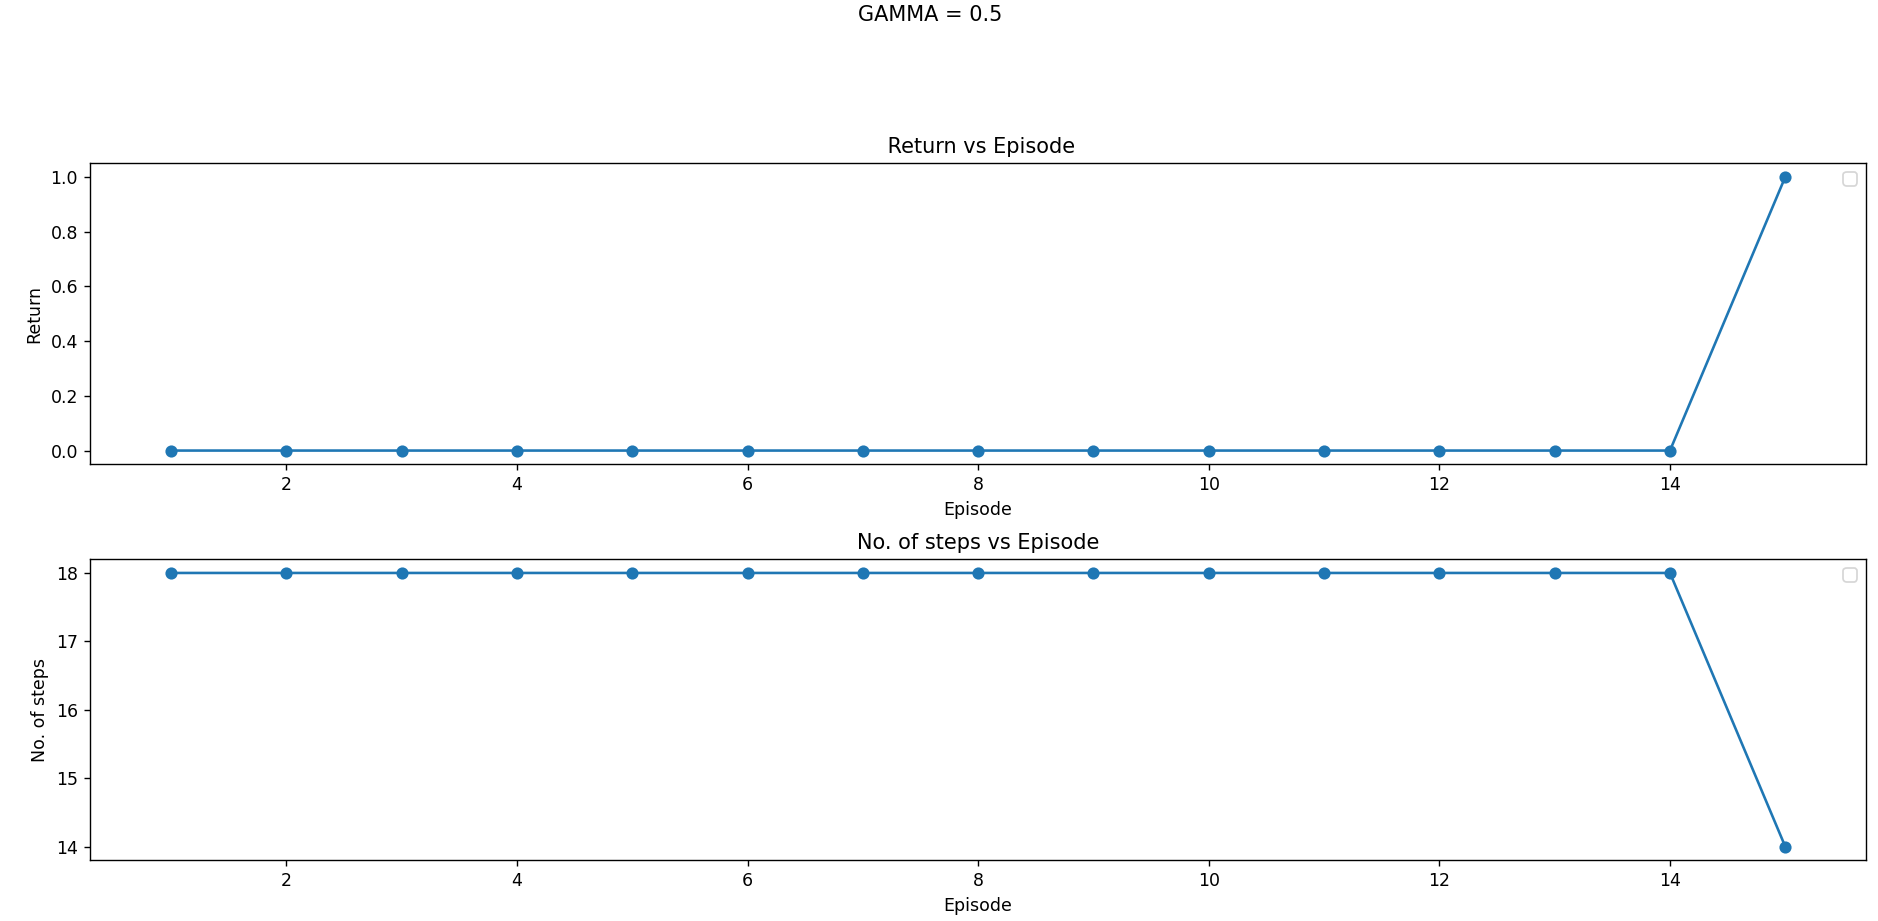 GAMMA = 0.5
Return vs Episode
1.0
0.8
0.6
0.4
0.2
0.0
Return
2 4 6 8 10 12 14
Episode
No. of steps vs Episode
18
17
16
15
14
No. of steps
2 4 6 8 10 12 14
Episode